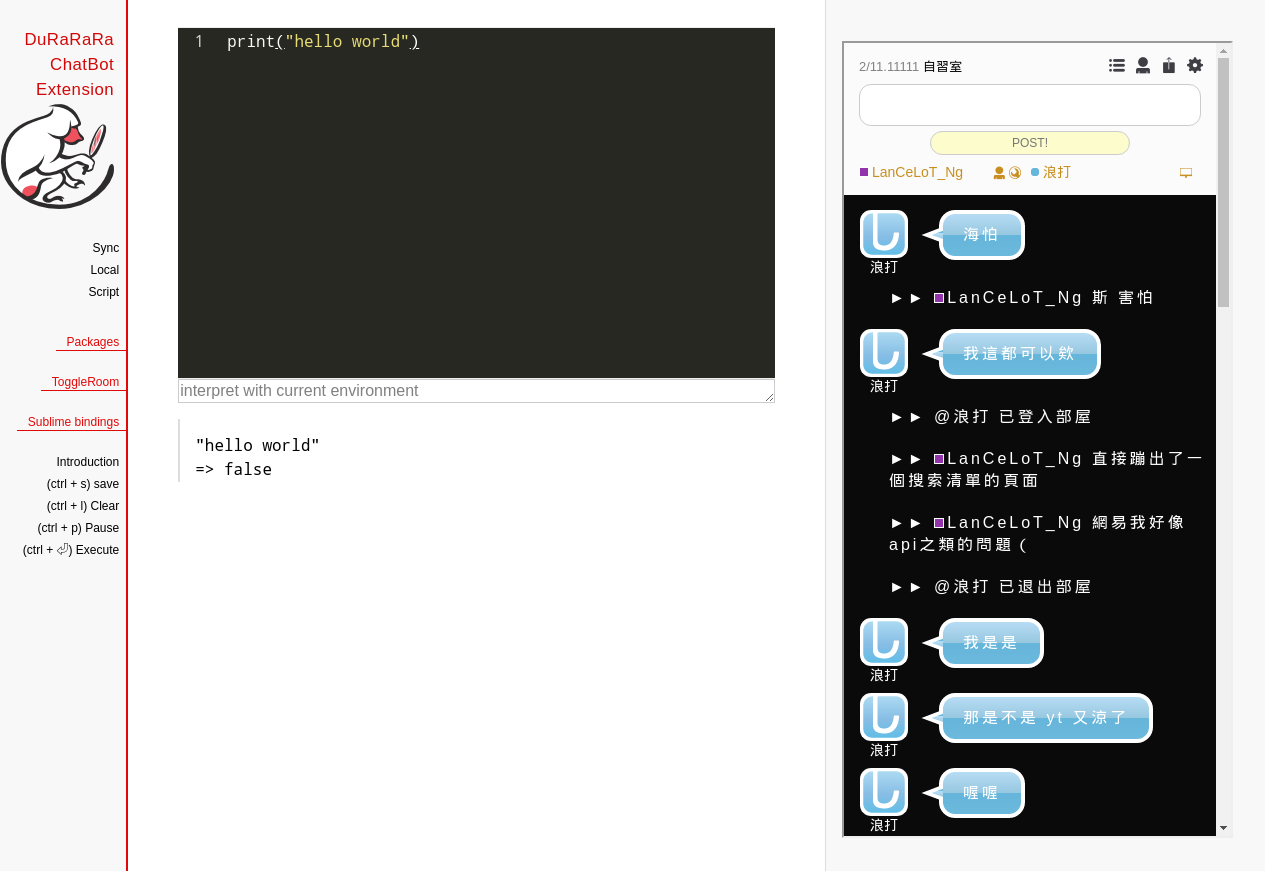 DuRaRaRa
ChatBot
Extension
Sync
Local
Script
Packages
ToggleRoom
Sublime bindings
Introduction
(ctrl + s) save
(ctrl + l) Clear
(ctrl + p) Pause
(ctrl + ⏎) Execute
1 print("hello world")
interpret with current environment
"hello world"
=> false
2/11.11111 自習室
POST!
LanCeLoT_Ng 浪打
海怕
浪打
►► LanCeLoT_Ng 斯 害怕
我這都可以欸
浪打
►► @浪打 已登入部屋
►► LanCeLoT_Ng 直接蹦出了一
個搜索清單的頁面
►► LanCeLoT_Ng 網易我好像
api之類的問題（
►► @浪打 已退出部屋
我是是
浪打
那是不是 yt 又涼了
浪打
喔喔
浪打